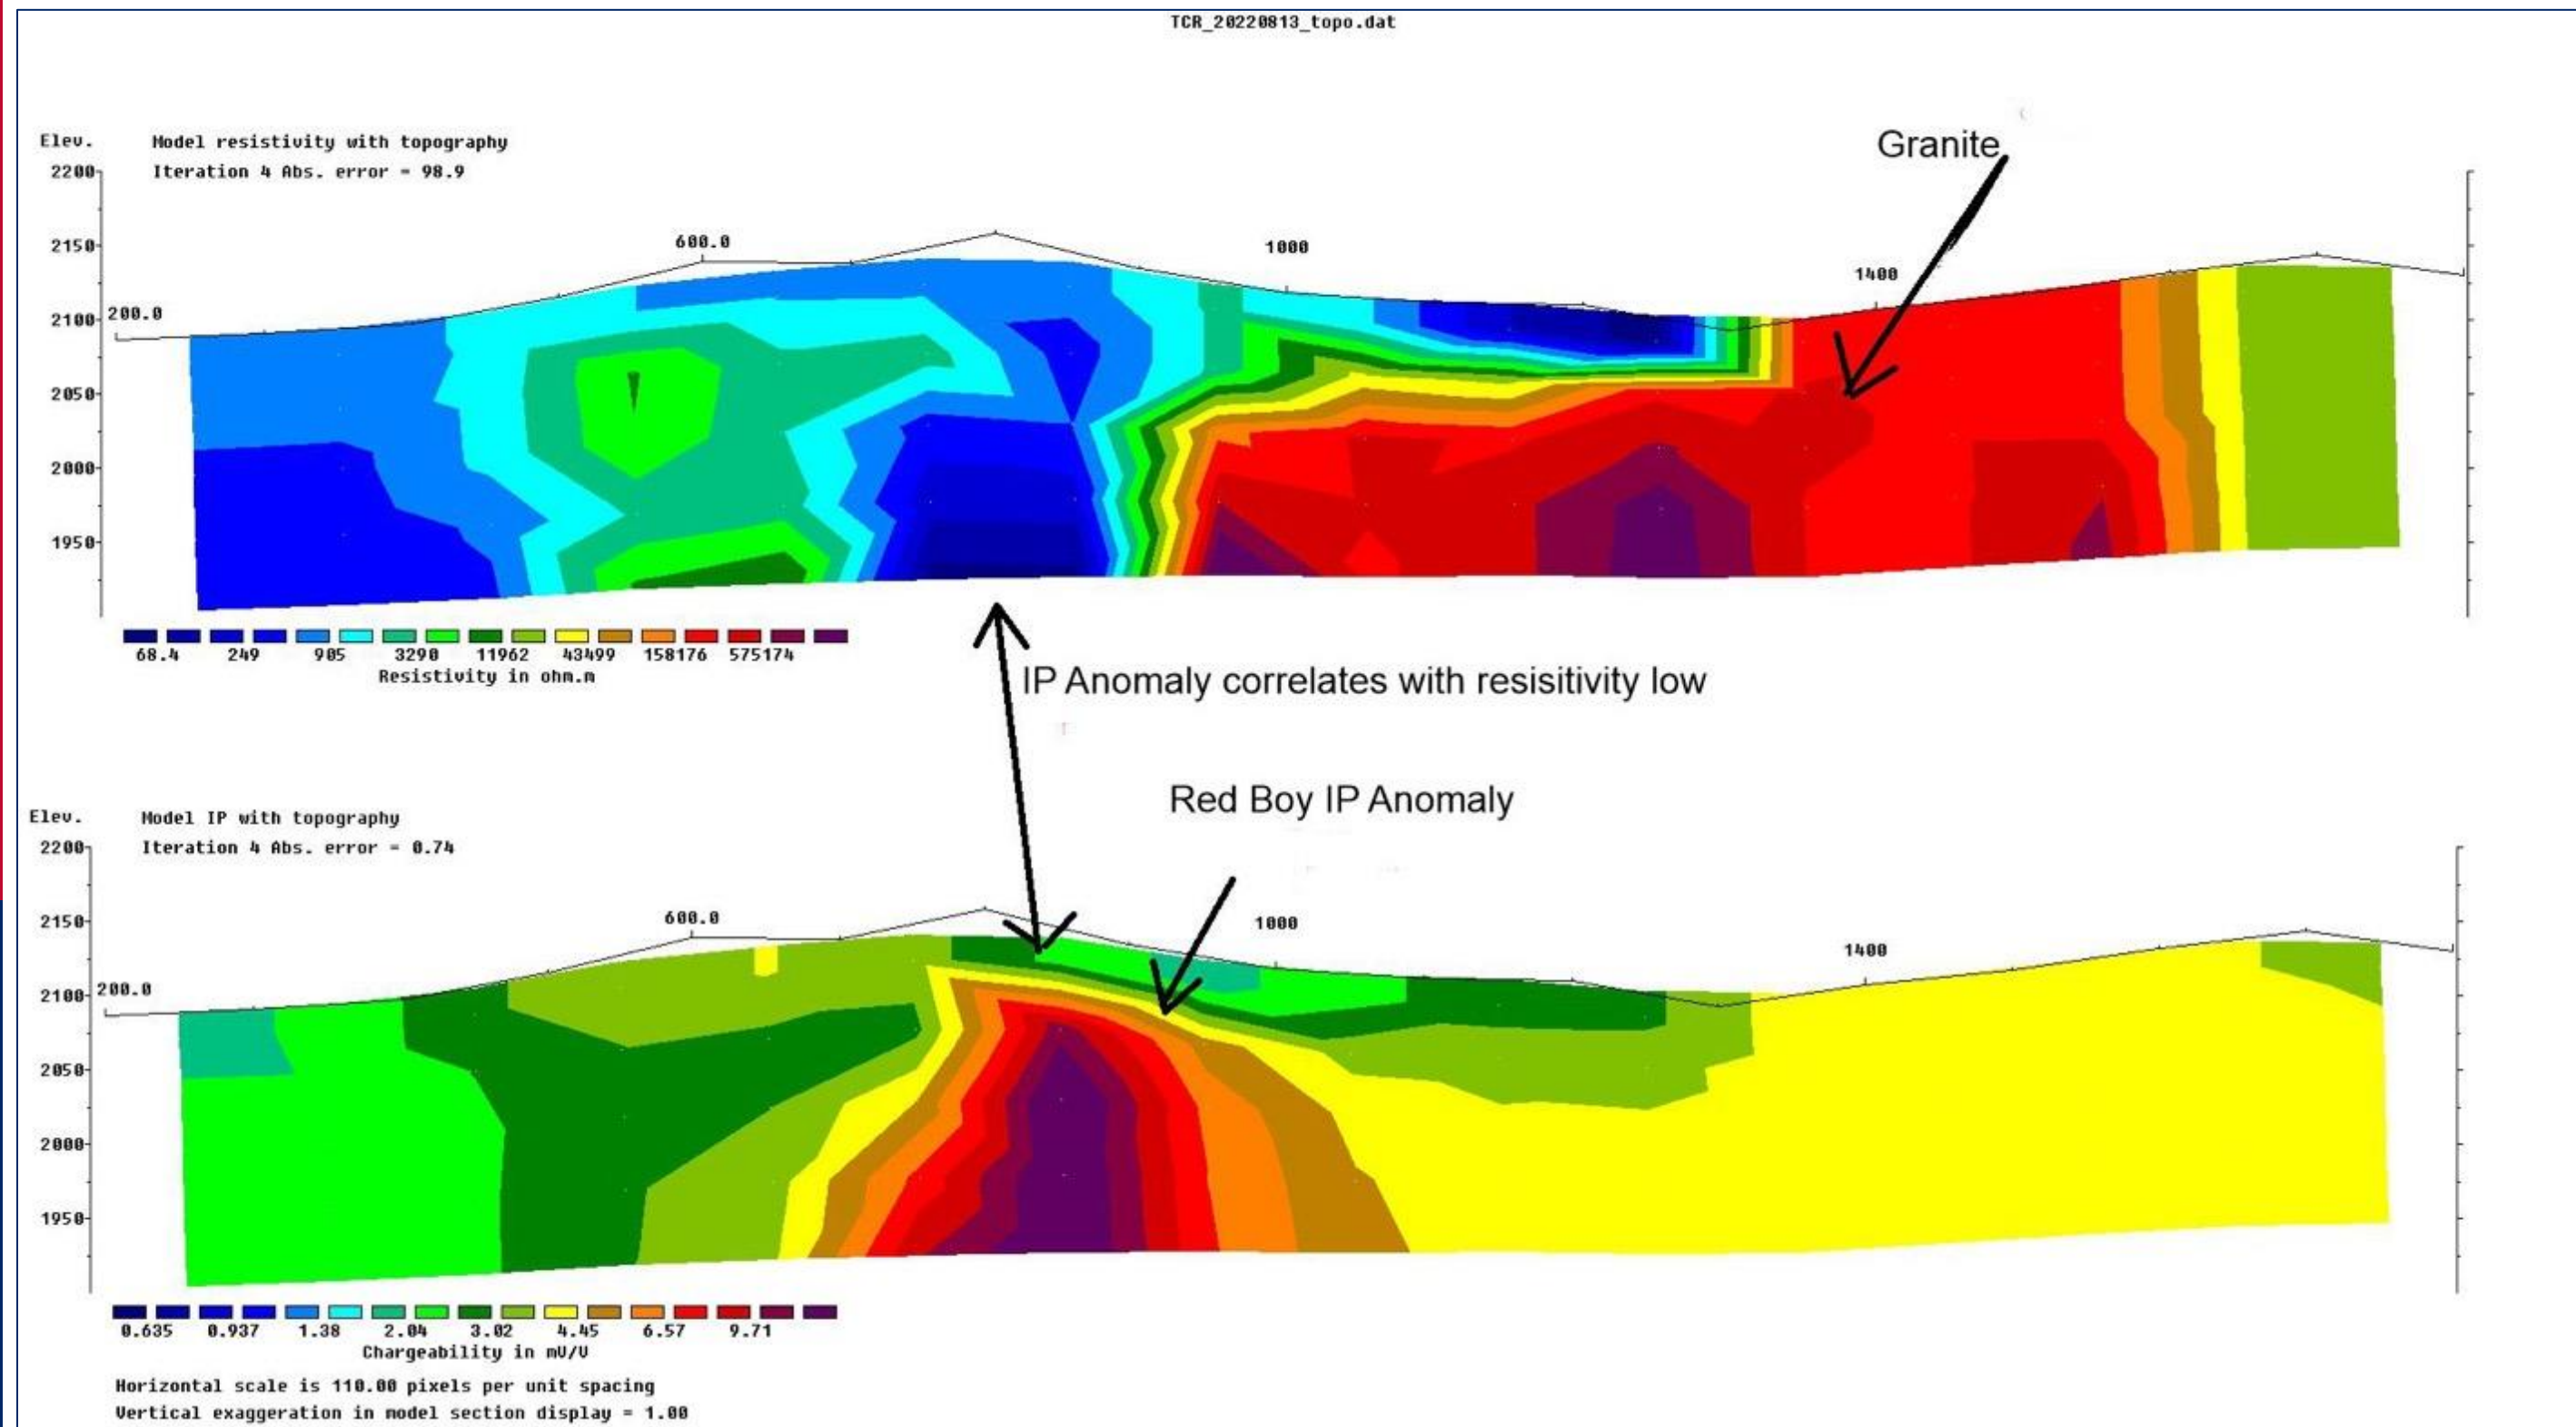 TCR_20220813_topo.dat
Granite
Elev. Model resistivity with topography
Iteration 4 Abs. error = 98.9
2200
2150
2100
2050
2000
1950
200.0 600.0 1000 1400
68.4 249 905 3290 11962 43499 158176 575174
Resistivity in ohm.m
IP Anomaly correlates with resisitivity low
Red Boy IP Anomaly
Elev. Model IP with topography
Iteration 4 Abs. error = 0.74
2200
2150
2100
2050
2000
1950
200.0 600.0 1000 1400
0.635 0.937 1.38 2.04 3.02 4.45 6.57 9.71
Chargeability in mV/V
Horizontal scale is 110.00 pixels per unit spacing
Vertical exaggeration in model section display = 1.00